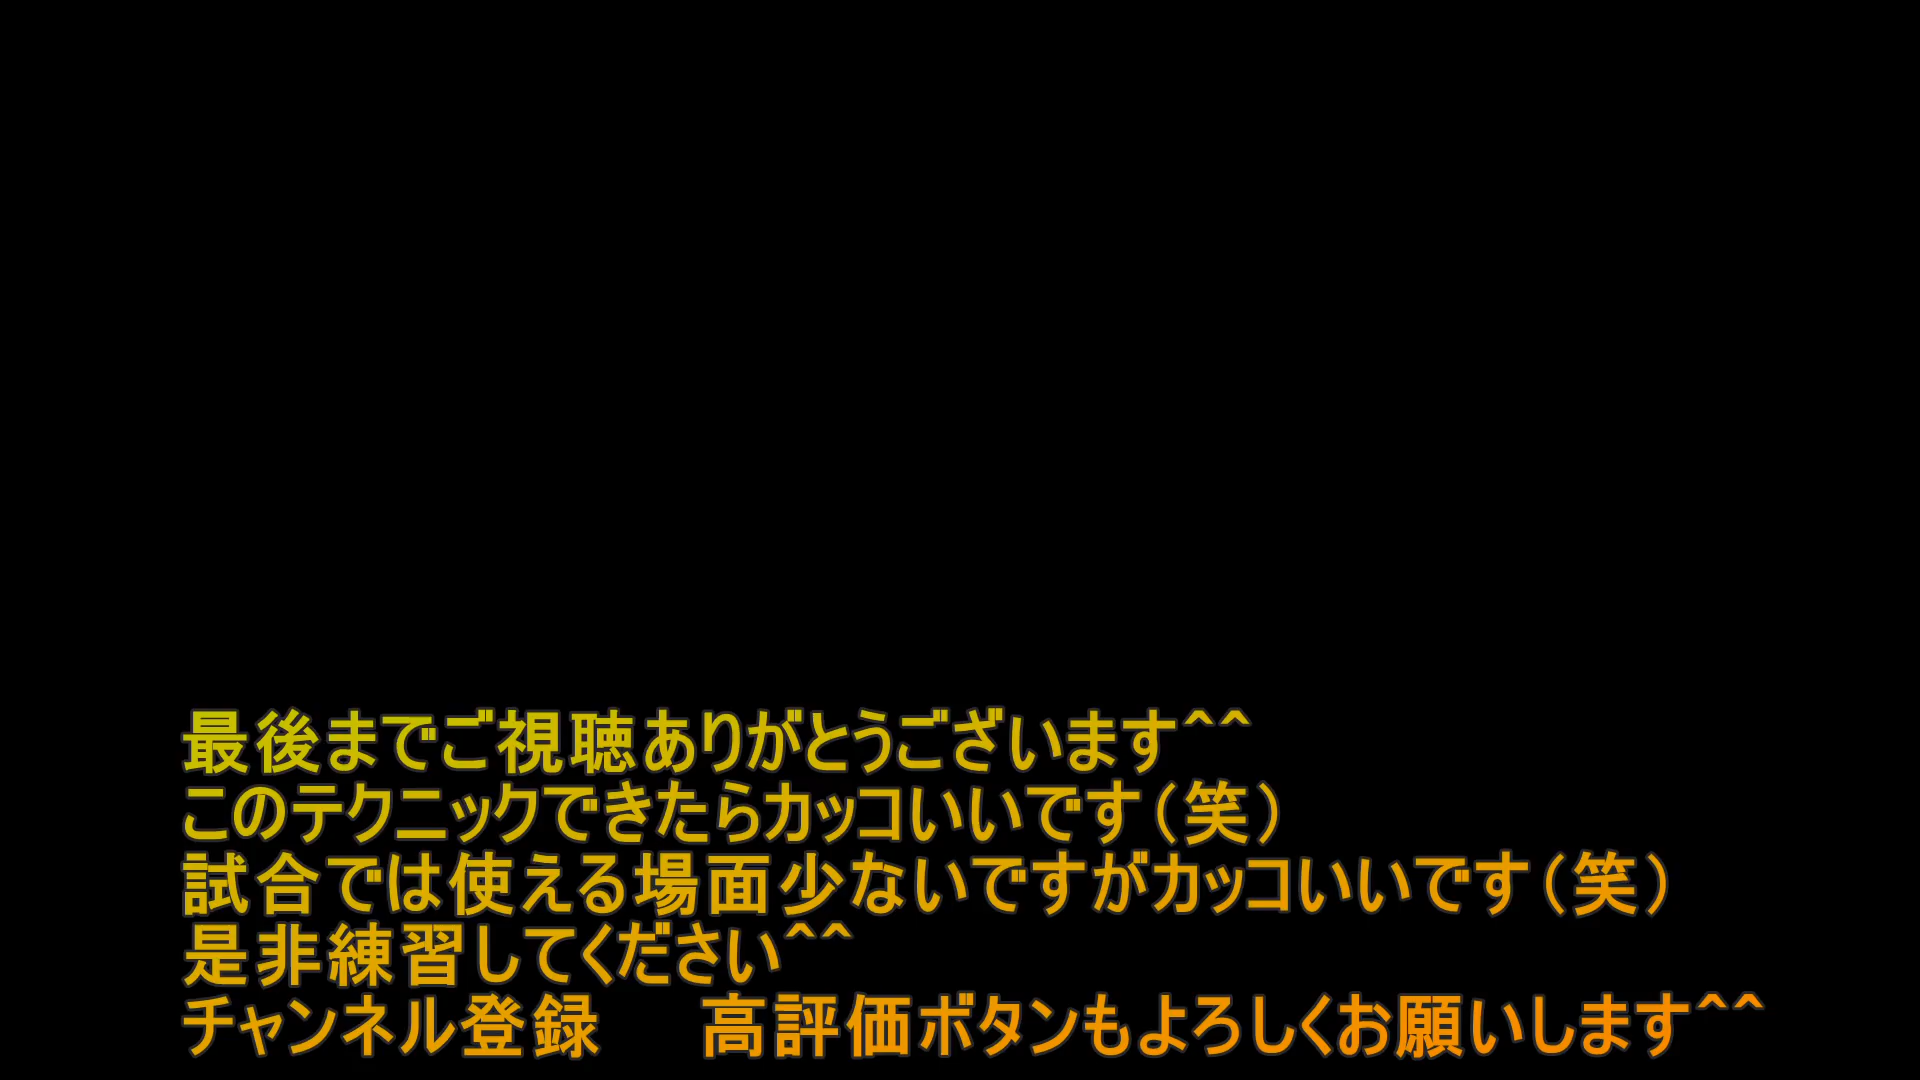 最後までご視聴ありがとうございます^^
このテクニックできたらカッコいいです（笑）
試合では使える場面少ないですがカッコいいです（笑）
是非練習してください^^
チャンネル登録　高評価ボタンもよろしくお願いします^^